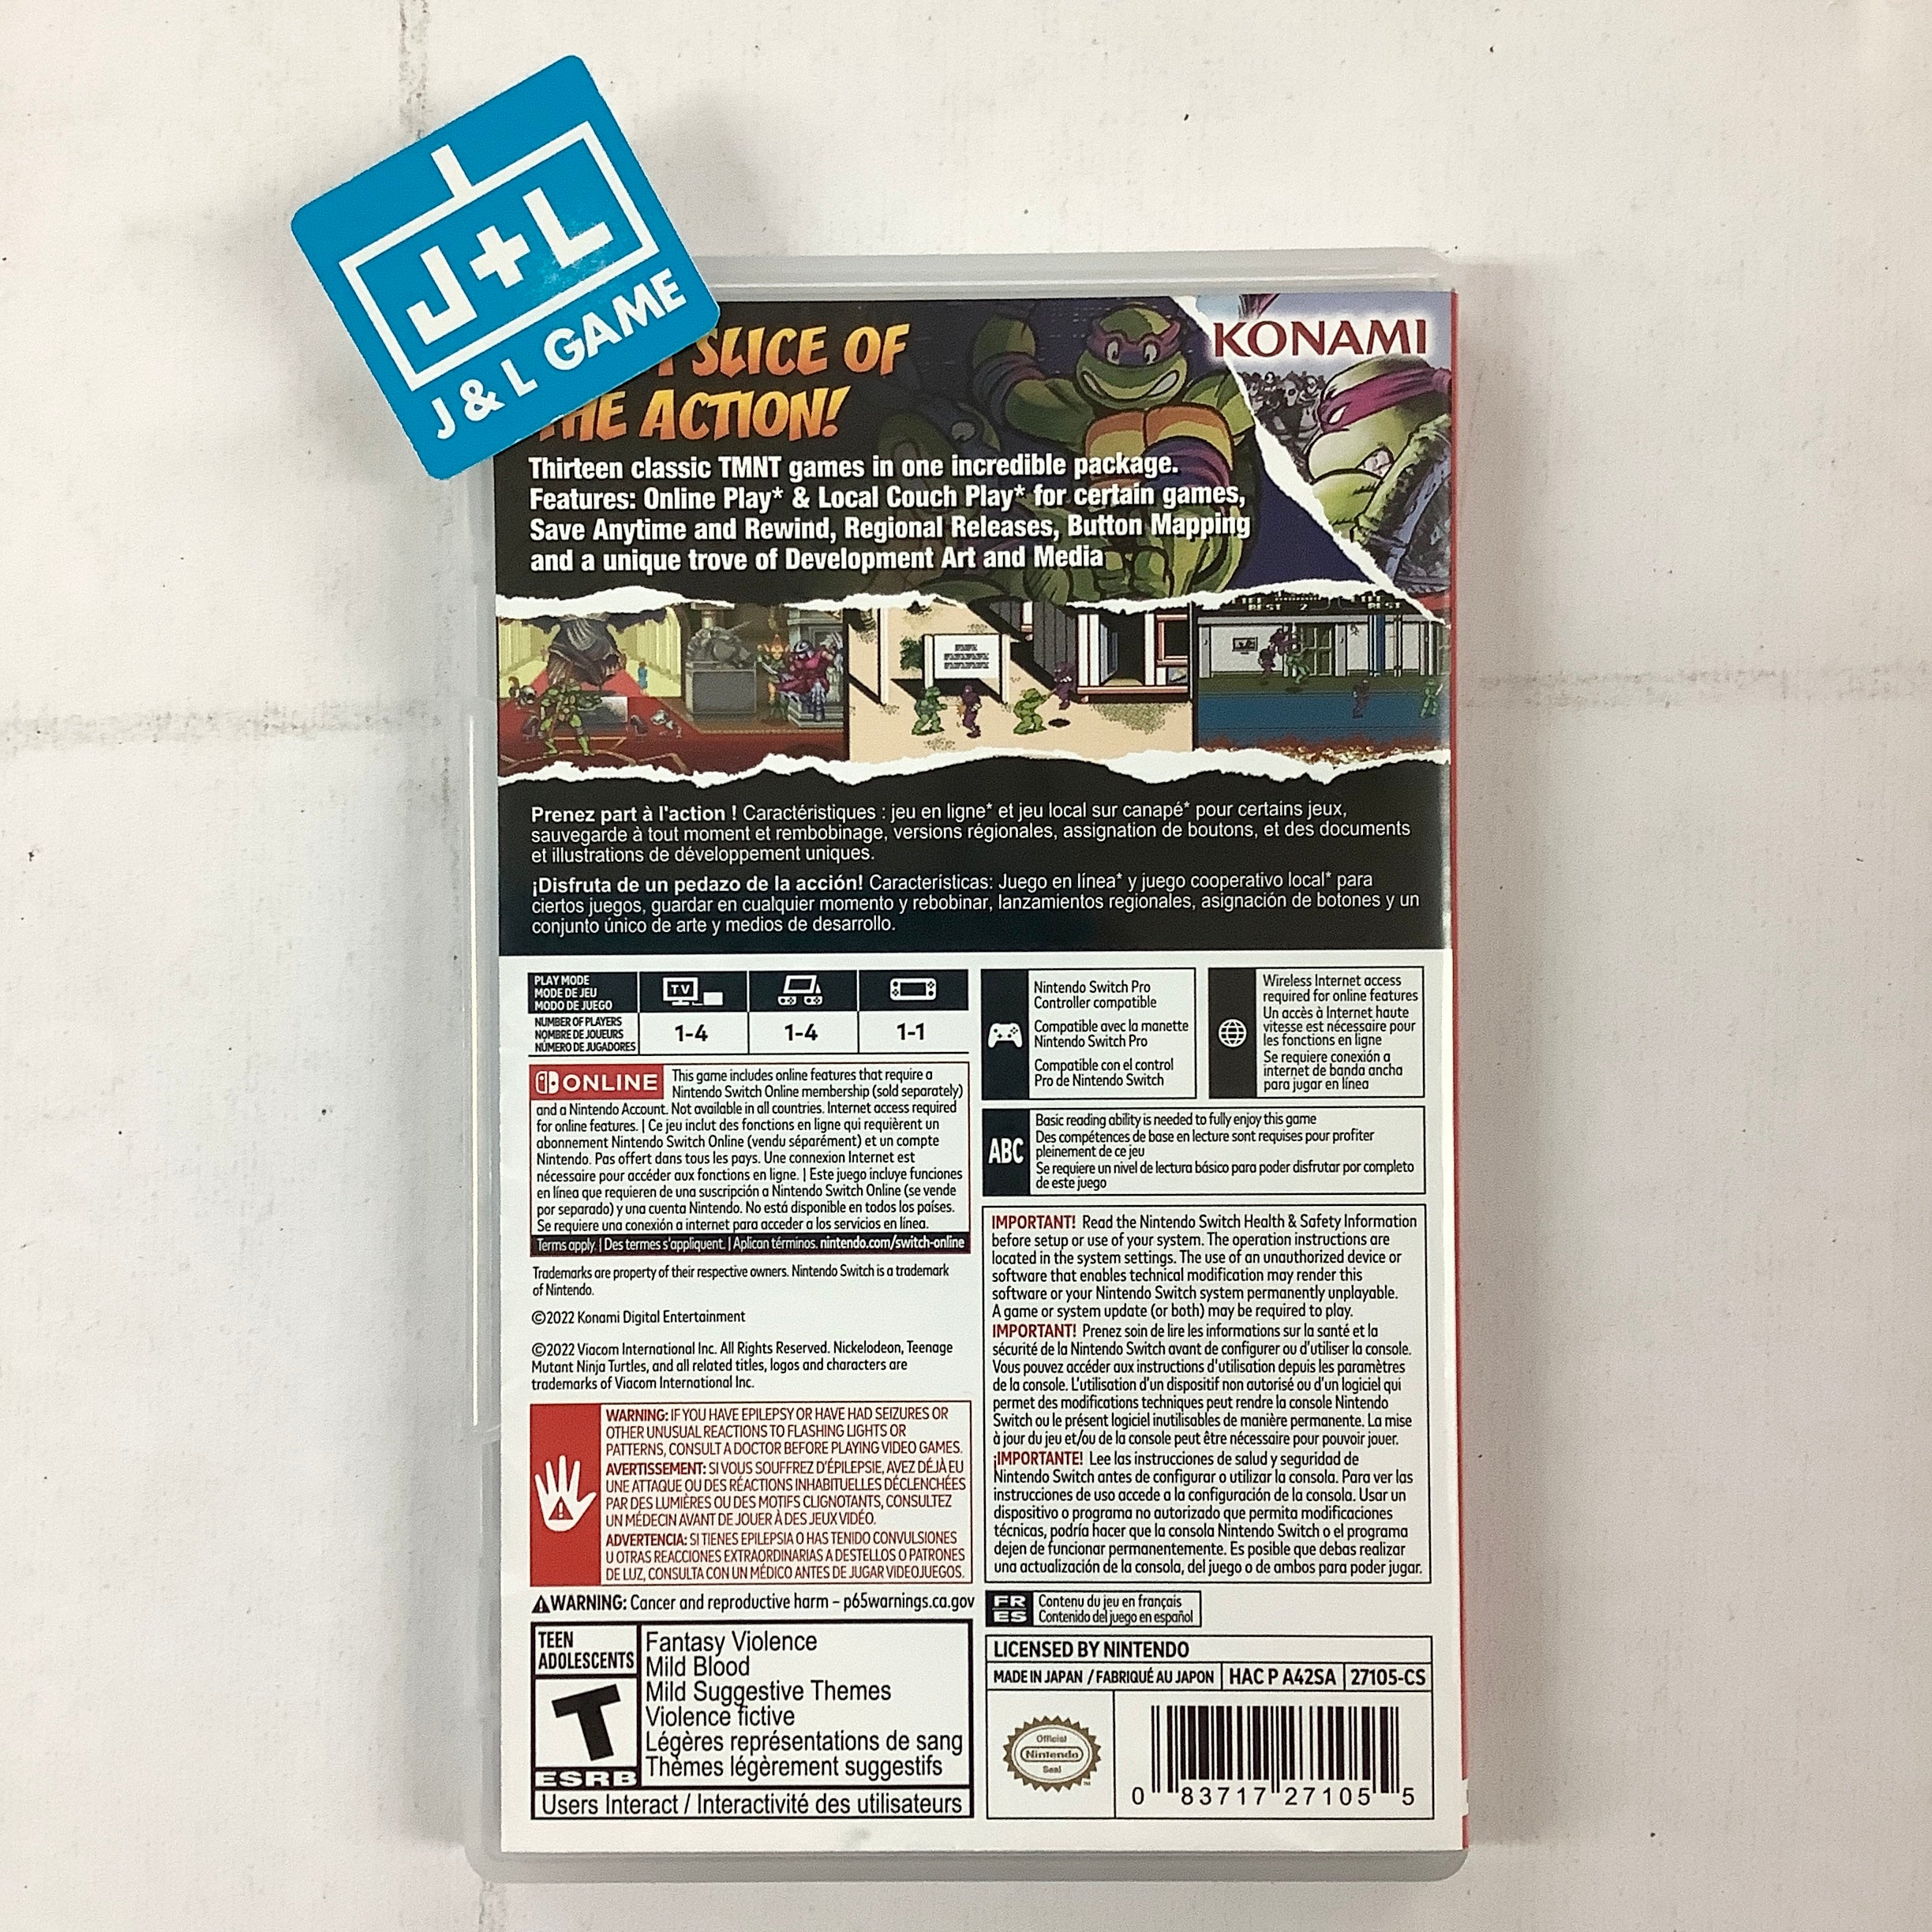 J+L
J & L GAME
SLICE OF
THE ACTION!
KONAMI
Thirteen classic TMNT games in one incredible package.
Features: Online Play* & Local Couch Play* for certain games,
Save Anytime and Rewind, Regional Releases, Button Mapping
and a unique trove of Development Art and Media
REST 2
REST
Prenez part à l'action ! Caractéristiques : jeu en ligne* et jeu local sur canapé* pour certains jeux,
sauvegarde à tout moment et rembobinage, versions régionales, assignation de boutons, et des documents
et illustrations de développement uniques.
¡Disfruta de un pedazo de la acción! Características: Juego en línea* y juego cooperativo local* para
ciertos juegos, guardar en cualquier momento y rebobinar, lanzamientos regionales, asignación de botones y un
conjunto único de arte y medios de desarrollo.
PLAY MODE
MODE DE JEU
MODO DE JUEGO
TV
NUMBER OF PLAYERS
NOMBRE DE JOUEURS
NÚMERO DE JUGADORES
1-4
1-4
1-1
ONLINE
This game includes online features that require a
Nintendo Switch Online membership (sold separately)
and a Nintendo Account. Not available in all countries. Internet access required
for online features. | Ce jeu inclut des fonctions en ligne qui requièrent un
abonnement Nintendo Switch Online (vendu séparément) et un compte
Nintendo. Pas offert dans tous les pays. Une connexion Internet est
nécessaire pour accéder aux fonctions en ligne. | Este juego incluye funciones
en línea que requieren de una suscripción a Nintendo Switch Online (se vende
por separado) y una cuenta Nintendo. No está disponible en todos los países.
Se requiere una conexión a internet para acceder a los servicios en línea.
Terms apply. | Des termes s'appliquent. | Aplican términos. nintendo.com/switch-online
Trademarks are property of their respective owners. Nintendo Switch is a trademark
of Nintendo.
©2022 Konami Digital Entertainment
©2022 Viacom International Inc. All Rights Reserved. Nickelodeon, Teenage
Mutant Ninja Turtles, and all related titles, logos and characters are
trademarks of Viacom International Inc.
WARNING: IF YOU HAVE EPILEPSY OR HAVE HAD SEIZURES OR
OTHER UNUSUAL REACTIONS TO FLASHING LIGHTS OR
PATTERNS, CONSULT A DOCTOR BEFORE PLAYING VIDEO GAMES.
AVERTISSEMENT: SI VOUS SOUFFREZ D'ÉPILEPSIE, AVEZ DÉJÀ EU
UNE ATTAQUE OU DES RÉACTIONS INHABITUELLES DÉCLENCHÉES
PAR DES LUMIÈRES OU DES MOTIFS CLIGNOTANTS, CONSULTEZ
UN MÉDECIN AVANT DE JOUER À DES JEUX VIDÉO.
ADVERTENCIA: SI TIENES EPILEPSIA O HAS TENIDO CONVULSIONES
U OTRAS REACCIONES EXTRAORDINARIAS A DESTELLOS O PATRONES
DE LUZ, CONSULTA CON UN MÉDICO ANTES DE JUGAR VIDEOJUEGOS.
WARNING: Cancer and reproductive harm – p65warnings.ca.gov
TEEN
ADOLESCENTS
T
ESRB
Fantasy Violence
Mild Blood
Mild Suggestive Themes
Violence fictive
Légères représentations de sang
Thèmes légèrement suggestifs
Users Interact / Interactivité des utilisateurs
Nintendo Switch Pro
Controller compatible
Compatible avec la manette
Nintendo Switch Pro
Compatible con el control
Pro de Nintendo Switch
Wireless Internet access
required for online features
Un accès à Internet haute
vitesse est nécessaire pour
les fonctions en ligne
Se requiere conexión a
internet de banda ancha
para jugar en línea
ABC
Basic reading ability is needed to fully enjoy this game
Des compétences de base en lecture sont requises pour profiter
pleinement de ce jeu
Se requiere un nivel de lectura básico para poder disfrutar por completo
de este juego
IMPORTANT! Read the Nintendo Switch Health & Safety Information
before setup or use of your system. The operation instructions are
located in the system settings. The use of an unauthorized device or
software that enables technical modification may render this
software or your Nintendo Switch system permanently unplayable.
A game or system update (or both) may be required to play.
IMPORTANT! Prenez soin de lire les informations sur la santé et la
sécurité de la Nintendo Switch avant de configurer ou d'utiliser la console.
Vous pouvez accéder aux instructions d'utilisation depuis les paramètres
de la console. L'utilisation d'un dispositif non autorisé ou d'un logiciel qui
permet des modifications techniques peut rendre la console Nintendo
Switch ou le présent logiciel inutilisables de manière permanente. La mise
à jour du jeu et/ou de la console peut être nécessaire pour pouvoir jouer.
¡IMPORTANTE! Lee las instrucciones de salud y seguridad de
Nintendo Switch antes de configurar o utilizar la consola. Para ver las
instrucciones de uso accede a la configuración de la consola. Usar un
dispositivo o programa no autorizado que permita modificaciones
técnicas, podría hacer que la consola Nintendo Switch o el programa
dejen de funcionar permanentemente. Es posible que debas realizar
una actualización de la consola, del juego o de ambos para poder jugar.
FR
ES
Contenu du jeu en français
Contenido del juego en español
LICENSED BY NINTENDO
MADE IN JAPAN / FABRIQUÉ AU JAPON
HAC P A42SA
27105-CS
Official
Nintendo
Seal
0 83717 27105 5